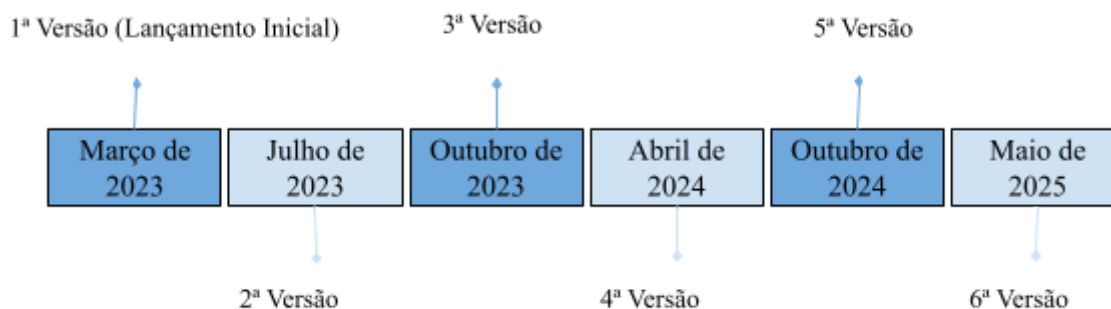 1ª Versão (Lançamento Inicial)
3ª Versão
5ª Versão
Março de
2023
Julho de
2023
Outubro de
2023
Abril de
2024
Outubro de
2024
Maio de
2025
2ª Versão
4ª Versão
6ª Versão